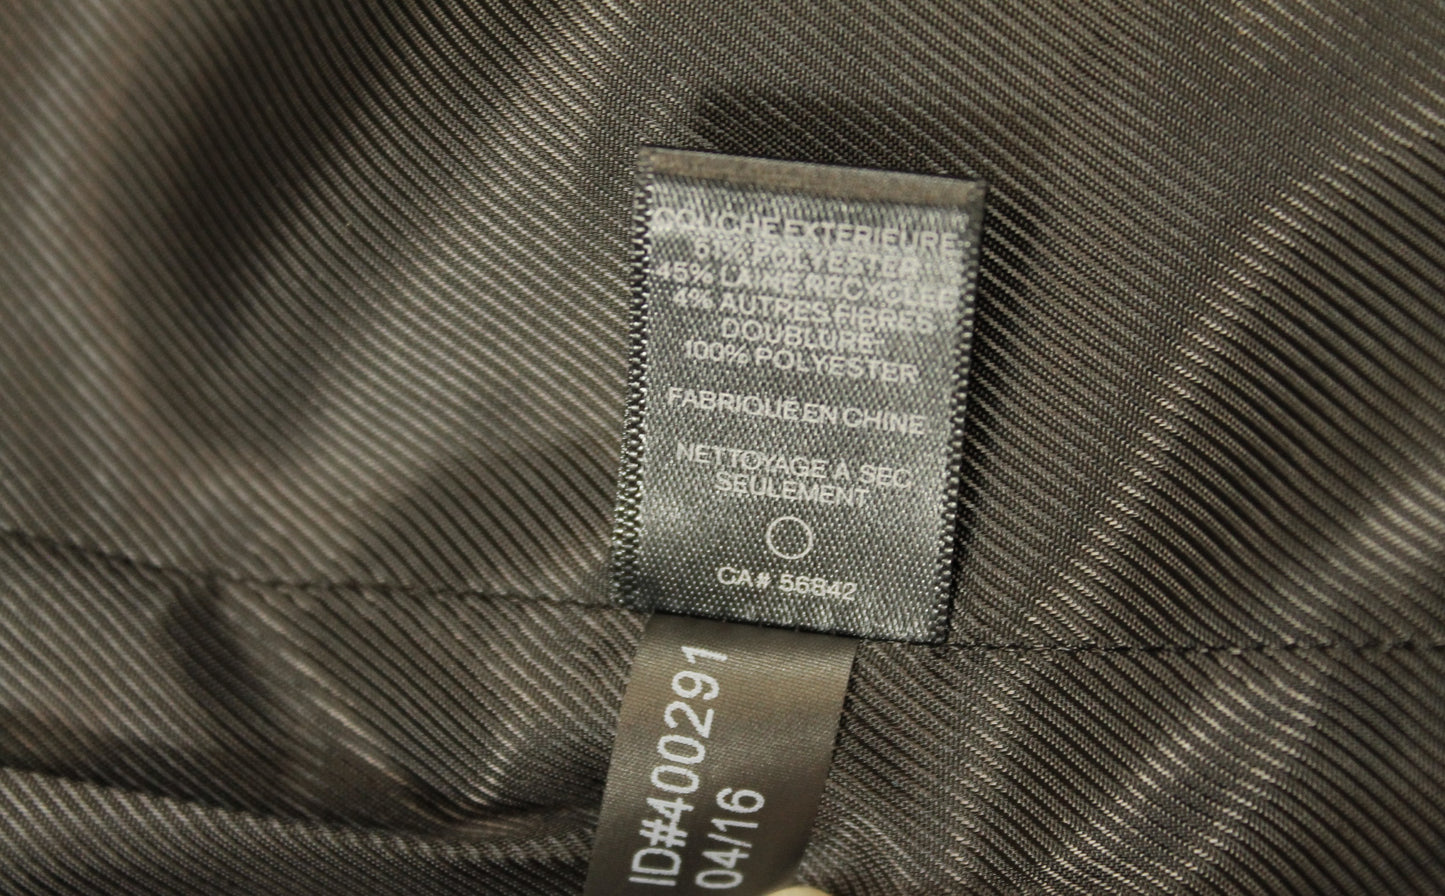 COUCHE EXTERIEURE:
51% POLYESTER
45% LAINE RECYCLEE
4% AUTRES FIBRES
DOUBLURE:
100% POLYESTER
FABRIQUE EN CHINE
NETTOYAGE À SEC
SEULEMENT
CA# 56842
ID#400291
04/16